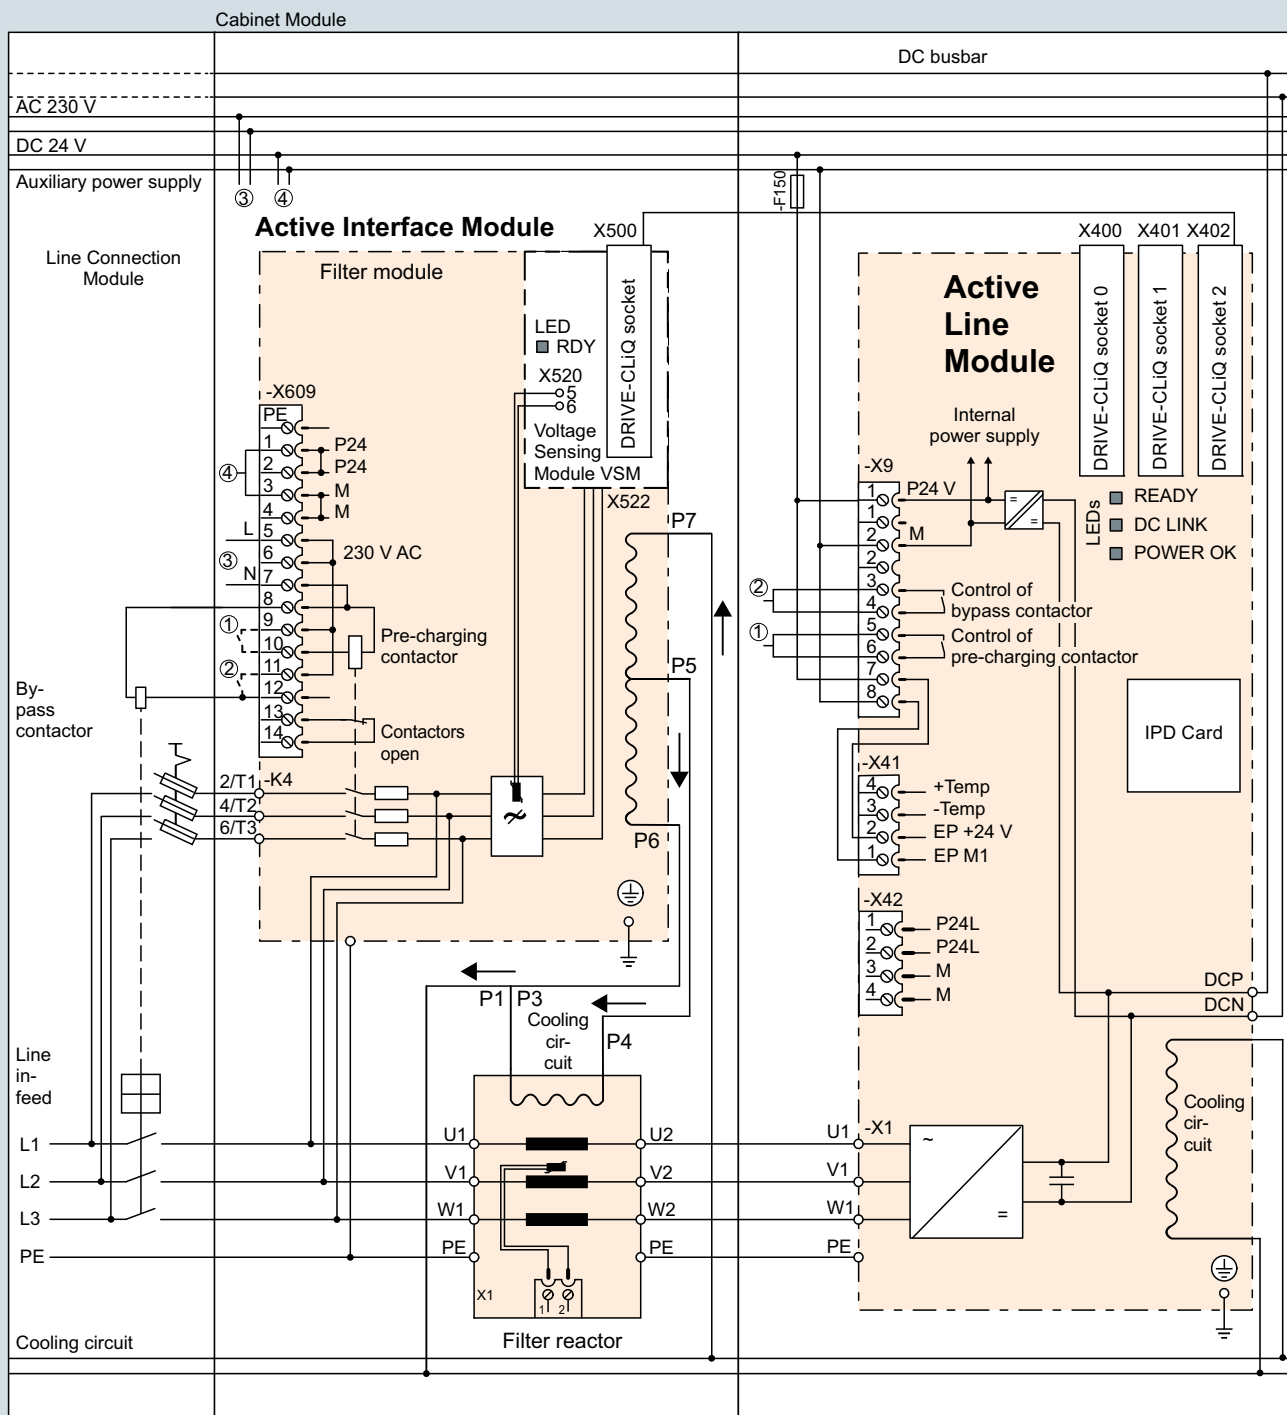 Cabinet Module
DC busbar
AC 230 V
DC 24 V
Auxiliary power supply
③
④
-F150
Line Connection
Module
Active Interface Module
Filter module
X500
DRIVE-CLiQ socket
LED
RDY
X520
5
6
Voltage
Sensing
Module VSM
X522
-X609
PE
1
P24
2
P24
④
3
M
4
M
L
5
230 V AC
③
6
N
7
8
①
9
10
Pre-charging
contactor
②
11
12
13
14
Contactors
open
By-
pass
contactor
2/T1
-K4
4/T2
6/T3
P7
P5
P6
P1
P3
P4
Cooling
cir-
cuit
Line
in-
feed
L1
L2
L3
PE
U1
U2
V1
V2
W1
W2
PE
PE
X1
1
2
Filter reactor
Cooling circuit
X400
X401
X402
DRIVE-CLiQ socket 0
DRIVE-CLiQ socket 1
DRIVE-CLiQ socket 2
Active
Line
Module
Internal
power supply
LEDs
READY
DC LINK
POWER OK
-X9
1
P24 V
1
2
M
2
②
3
4
Control of
bypass contactor
①
5
6
Control of
pre-charging contactor
7
8
=
=
IPD Card
-X41
4
+Temp
3
-Temp
2
EP +24 V
1
EP M1
-X42
1
P24L
2
P24L
3
M
4
M
DCP
DCN
Cooling
cir-
cuit
U1
-X1
V1
W1
PE
~
=